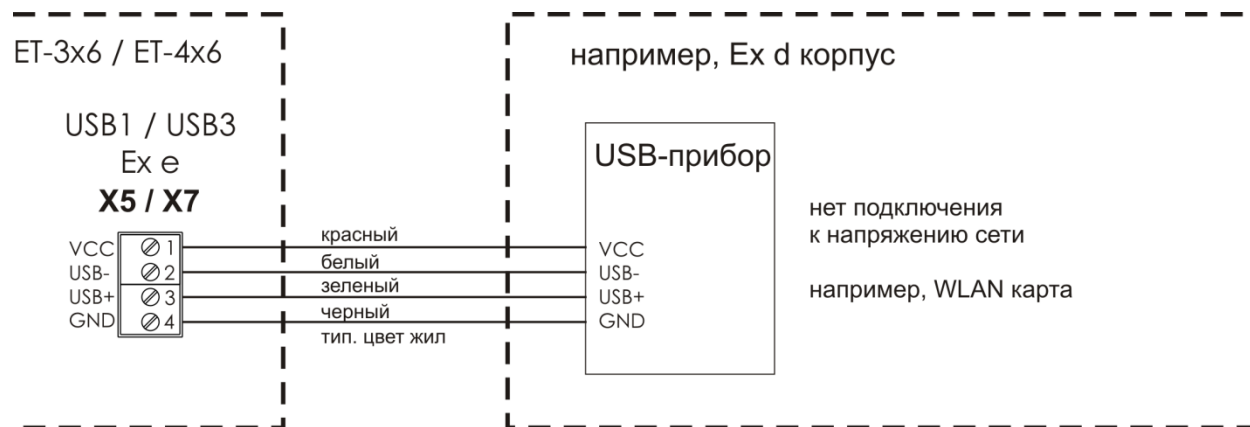 ET-3x6 / ET-4x6
USB1 / USB3
Ex e
X5 / X7
VCC 1
USB- 2
USB+ 3
GND 4
красный
белый
зеленый
черный
тип. цвет жил
например, Ex d корпус
USB-прибор
VCC
USB-
USB+
GND
нет подключения
к напряжению сети
например, WLAN карта